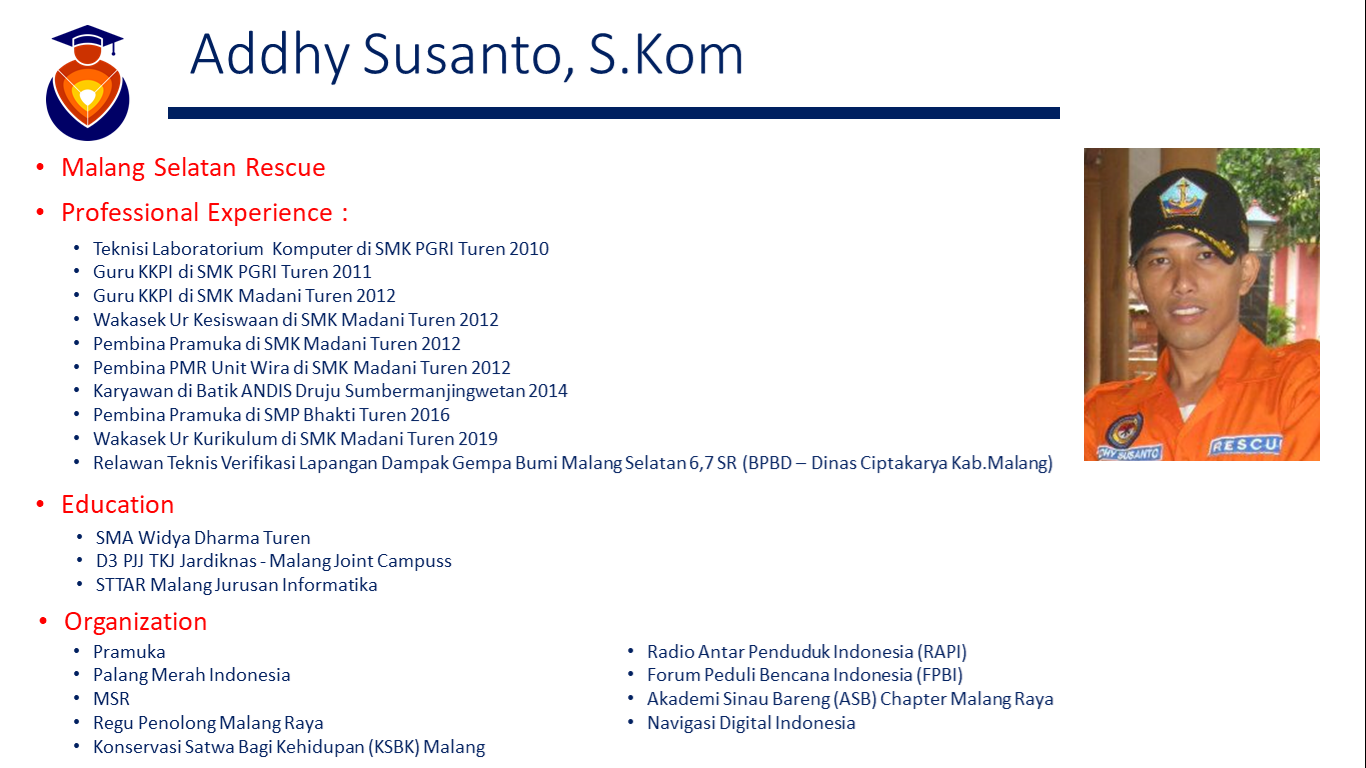 Addhy Susanto, S.Kom
• Malang Selatan Rescue
• Professional Experience :
• Teknisi Laboratorium Komputer di SMK PGRI Turen 2010
• Guru KKPI di SMK PGRI Turen 2011
• Guru KKPI di SMK Madani Turen 2012
• Wakasek Ur Kesiswaan di SMK Madani Turen 2012
• Pembina Pramuka di SMK Madani Turen 2012
• Pembina PMR Unit Wira di SMK Madani Turen 2012
• Karyawan di Batik ANDIS Druju Sumbermanjingwetan 2014
• Pembina Pramuka di SMP Bhakti Turen 2016
• Wakasek Ur Kurikulum di SMK Madani Turen 2019
• Relawan Teknis Verifikasi Lapangan Dampak Gempa Bumi Malang Selatan 6,7 SR (BPBD – Dinas Ciptakarya Kab.Malang)
• Education
• SMA Widya Dharma Turen
• D3 PJJ TKJ Jardiknas - Malang Joint Campuss
• STTAR Malang Jurusan Informatika
• Organization
• Pramuka
• Palang Merah Indonesia
• MSR
• Regu Penolong Malang Raya
• Konservasi Satwa Bagi Kehidupan (KSBK) Malang
• Radio Antar Penduduk Indonesia (RAPI)
• Forum Peduli Bencana Indonesia (FPBI)
• Akademi Sinau Bareng (ASB) Chapter Malang Raya
• Navigasi Digital Indonesia
DHY SUSANTO
RESCU